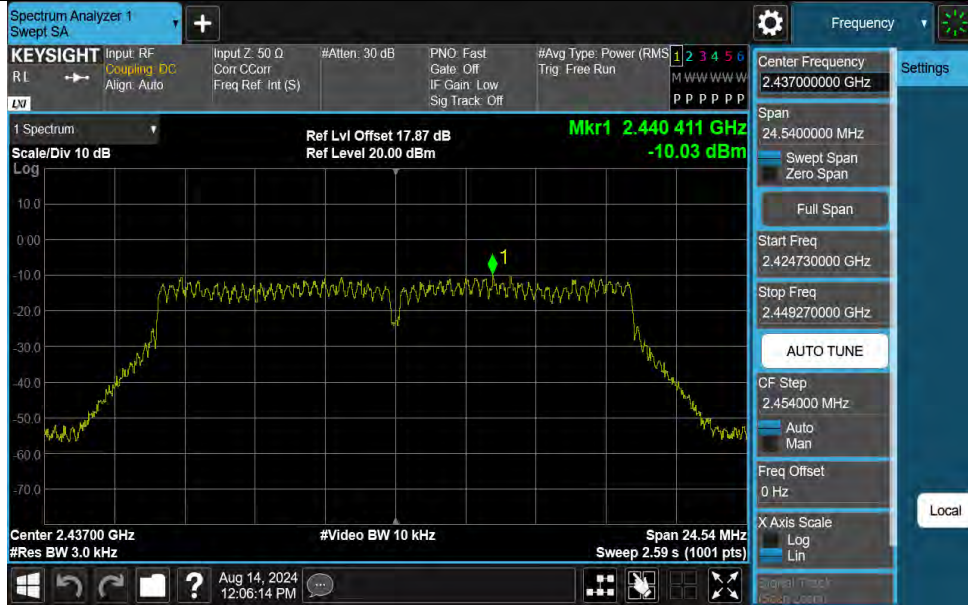 Spectrum Analyzer 1
Swept SA
+
Frequency
KEYSIGHT
RL
LXI
Input: RF
Coupling: DC
Align: Auto
Input Z: 50 Ω
Corr CCorr
Freq Ref: Int (S)
#Atten: 30 dB
PNO: Fast
Gate: Off
IF Gain: Low
Sig Track: Off
#Avg Type: Power (RMS
Trig: Free Run
1 2 3 4 5 6
M W W W W W
P P P P P P
1 Spectrum
Scale/Div 10 dB
Ref Lvl Offset 17.87 dB
Ref Level 20.00 dBm
Mkr1 2.440 411 GHz
-10.03 dBm
Log
10.0
0.00
-10.0
-20.0
-30.0
-40.0
-50.0
-60.0
-70.0
1
Center 2.43700 GHz
#Res BW 3.0 kHz
#Video BW 10 kHz
Span 24.54 MHz
Sweep 2.59 s (1001 pts)
Center Frequency
2.437000000 GHz
Settings
Span
24.5400000 MHz
Swept Span
Zero Span
Full Span
Start Freq
2.424730000 GHz
Stop Freq
2.449270000 GHz
AUTO TUNE
CF Step
2.454000 MHz
Auto
Man
Freq Offset
0 Hz
Local
X Axis Scale
Log
Lin
Signal Track
(Span Zoom)
?
Aug 14, 2024
12:06:14 PM